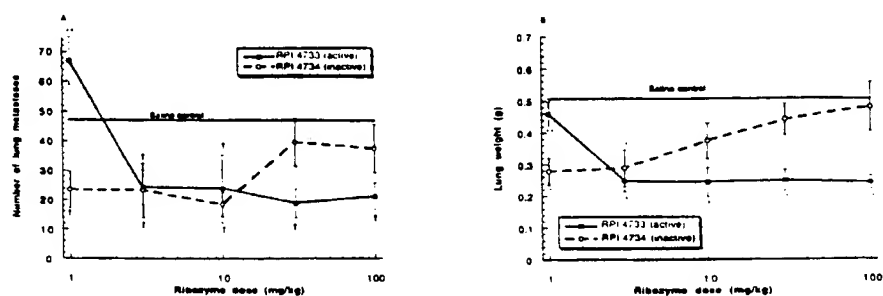 A
Number of lung metastases
70
60
50
40
30
20
10
0
RPI 4733 (active)
RPI 4734 (inactive)
Saline control
1
10
100
Ribozyme dose (mg/kg)
B
Lung weight (g)
0.7
0.6
0.5
0.4
0.3
0.2
0.1
0
Saline control
RPI 4733 (active)
RPI 4734 (inactive)
1
10
100
Ribozyme dose (mg/kg)